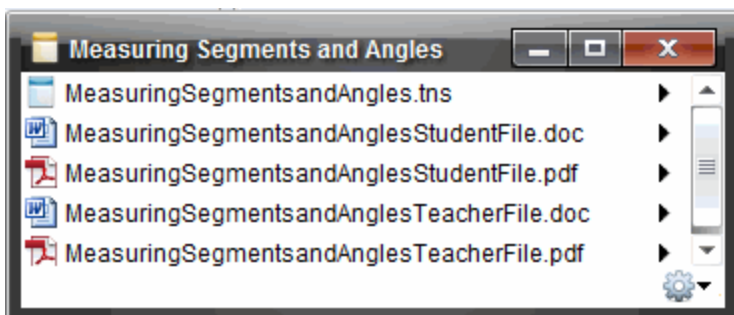 Measuring Segments and Angles
MeasuringSegmentsandAngles.tns
MeasuringSegmentsandAnglesStudentFile.doc
MeasuringSegmentsandAnglesStudentFile.pdf
MeasuringSegmentsandAnglesTeacherFile.doc
MeasuringSegmentsandAnglesTeacherFile.pdf